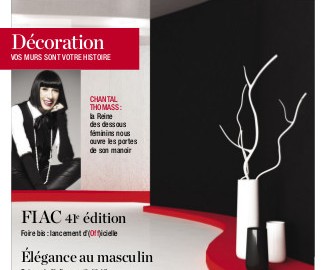 Décoration
VOS MURS SONT VOTRE HISTOIRE
CHANTAL
THOMASS :
la Reine
des dessous
féminins nous
ouvre les portes
de son manoir
FIAC 41e édition
Foire bis : lancement d'(Off)icielle
Élégance au masculin